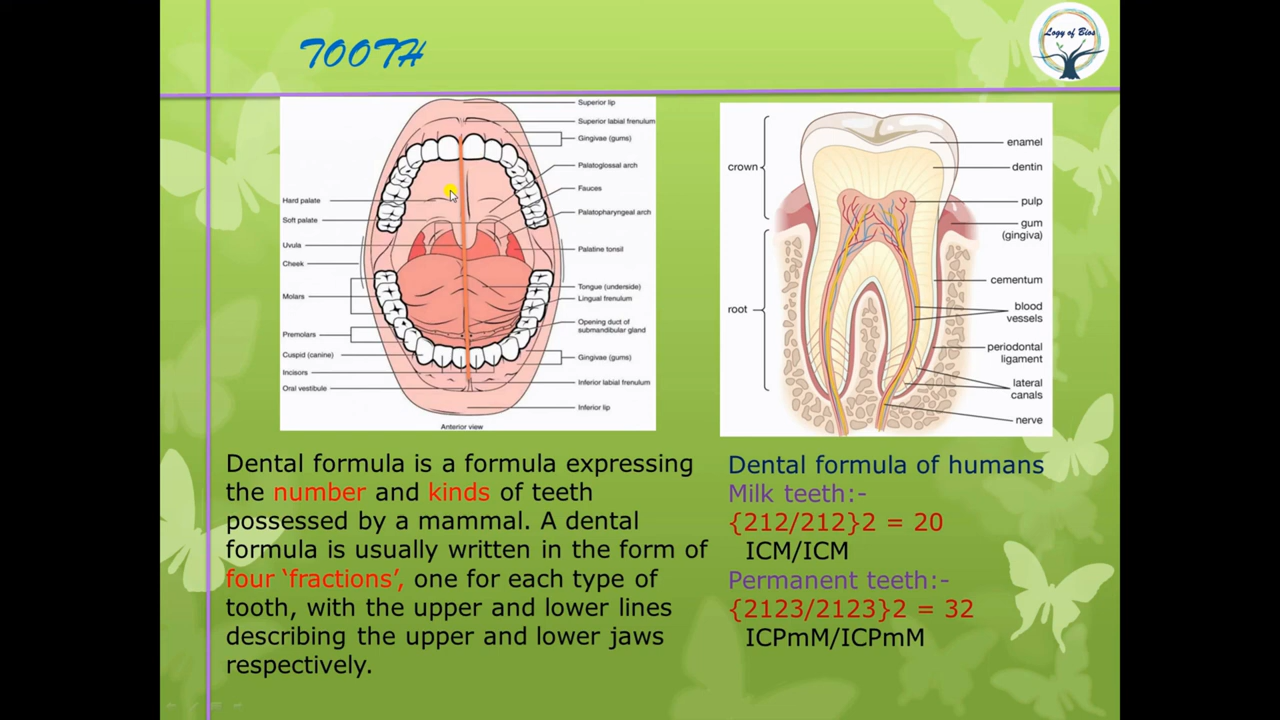 TOOTH
Logy of Bios
Superior lip
Superior labial frenulum
Gingivae (gums)
Palatoglossal arch
Fauces
Palatopharyngeal arch
Palatine tonsil
Tongue (underside)
Lingual frenulum
Opening duct of
submandibular gland
Gingivae (gums)
Inferior labial frenulum
Inferior lip
Hard palate
Soft palate
Uvula
Cheek
Molars
Premolars
Cuspid (canine)
Incisors
Oral vestibule
Anterior view
crown
root
enamel
dentin
pulp
gum
(gingiva)
cementum
blood
vessels
periodontal
ligament
lateral
canals
nerve
Dental formula is a formula expressing
the number and kinds of teeth
possessed by a mammal. A dental
formula is usually written in the form of
four ‘fractions’, one for each type of
tooth, with the upper and lower lines
describing the upper and lower jaws
respectively.
Dental formula of humans
Milk teeth:-
{212/212}2 = 20
ICM/ICM
Permanent teeth:-
{2123/2123}2 = 32
ICPmM/ICPmM